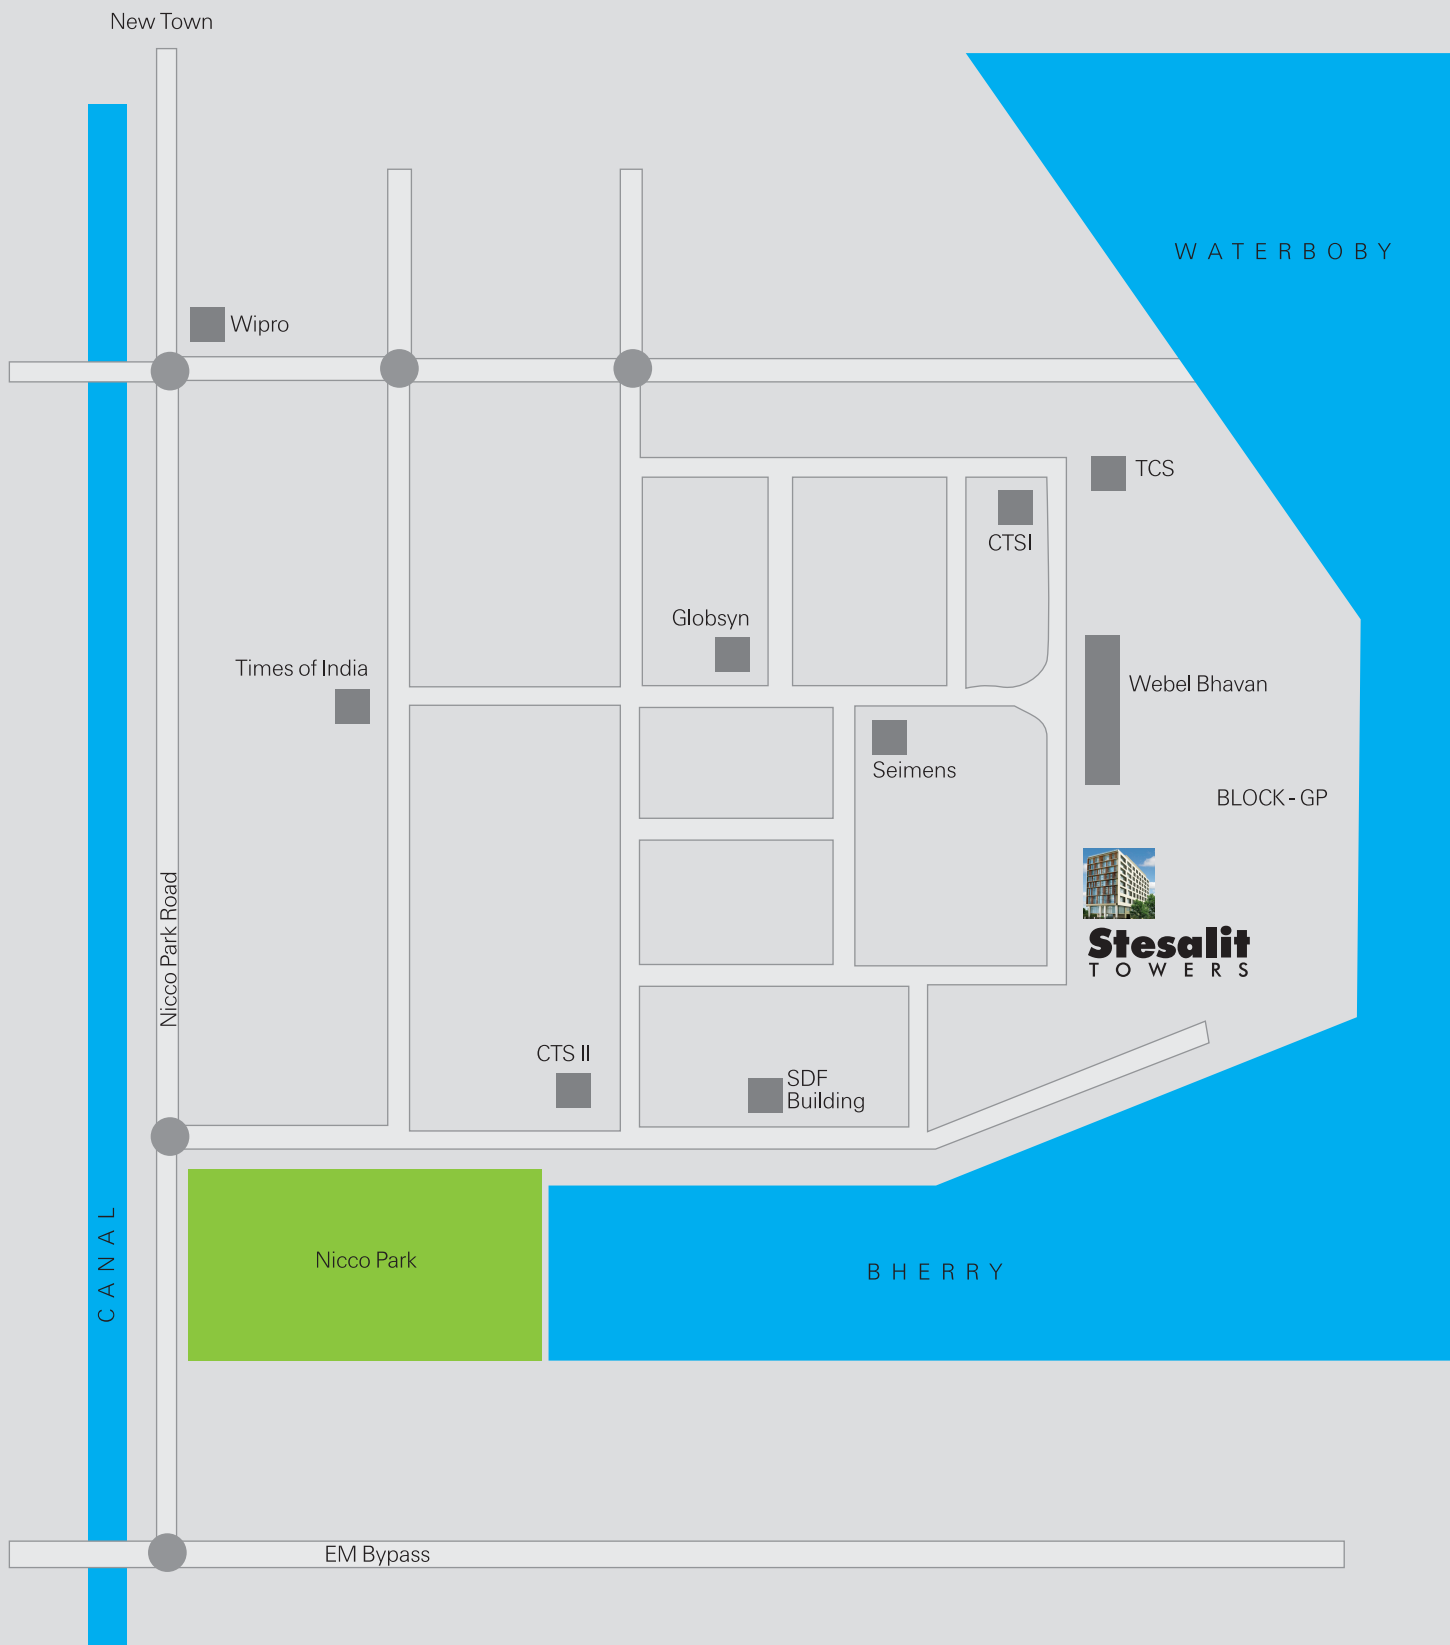 New Town
WATERBOBY
Wipro
TCS
CTSI
Globsyn
Times of India
Webel Bhavan
Seimens
BLOCK - GP
Nicco Park Road
Stesalit
TOWERS
CTS II
SDF
Building
CANAL
Nicco Park
BHERRY
EM Bypass